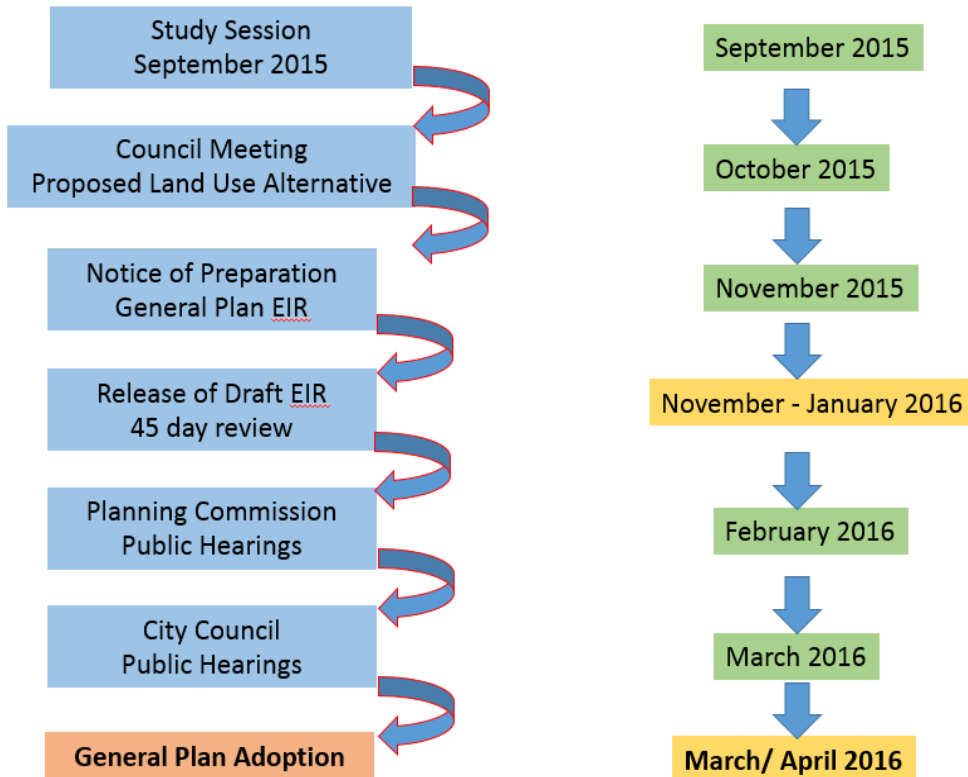 Study Session
September 2015
Council Meeting
Proposed Land Use Alternative
Notice of Preparation
General Plan EIR
Release of Draft EIR
45 day review
Planning Commission
Public Hearings
City Council
Public Hearings
General Plan Adoption
September 2015
October 2015
November 2015
November - January 2016
February 2016
March 2016
March/ April 2016